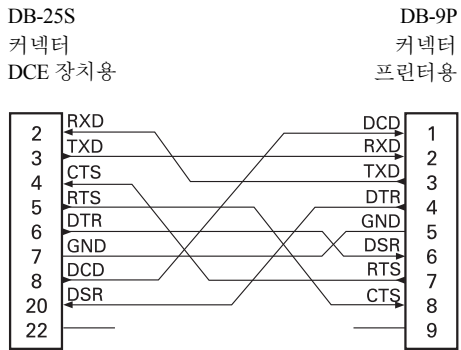 DB-25S
커넥터
DCE 장치용
DB-9P
커넥터
프린터용
2 RXD
3 TXD
4 CTS
5 RTS
6 DTR
7 GND
8 DCD
20 DSR
22
DCD 1
RXD 2
TXD 3
DTR 4
GND 5
DSR 6
RTS 7
CTS 8
9